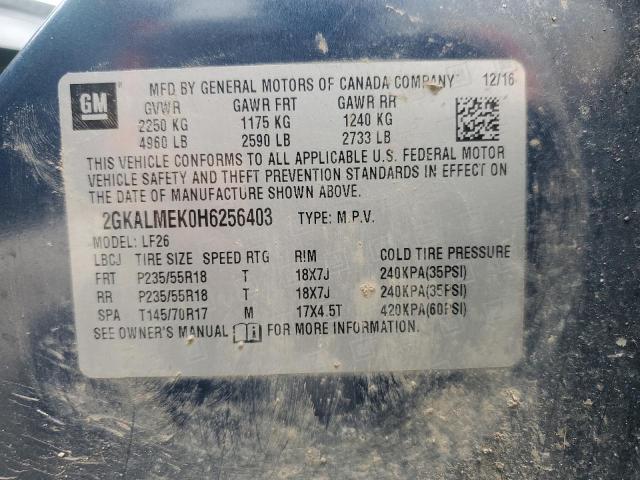 GM
MFD BY GENERAL MOTORS OF CANADA COMPANY 12/16
GVWR GAWR FRT GAWR RR
2250 KG 1175 KG 1240 KG
4960 LB 2590 LB 2733 LB
THIS VEHICLE CONFORMS TO ALL APPLICABLE U.S. FEDERAL MOTOR
VEHICLE SAFETY AND THEFT PREVENTION STANDARDS IN EFFECT ON
THE DATE OF MANUFACTURE SHOWN ABOVE.
2GKALMEK0H6256403 TYPE: M.P.V.
MODEL: LF26
LBCJ TIRE SIZE SPEED RTG RIM COLD TIRE PRESSURE
FRT P235/55R18 T 18X7J 240KPA(35PSI)
RR P235/55R18 T 18X7J 240KPA(35PSI)
SPA T145/70R17 M 17X4.5T 420KPA(60PSI)
SEE OWNER'S MANUAL FOR MORE INFORMATION.